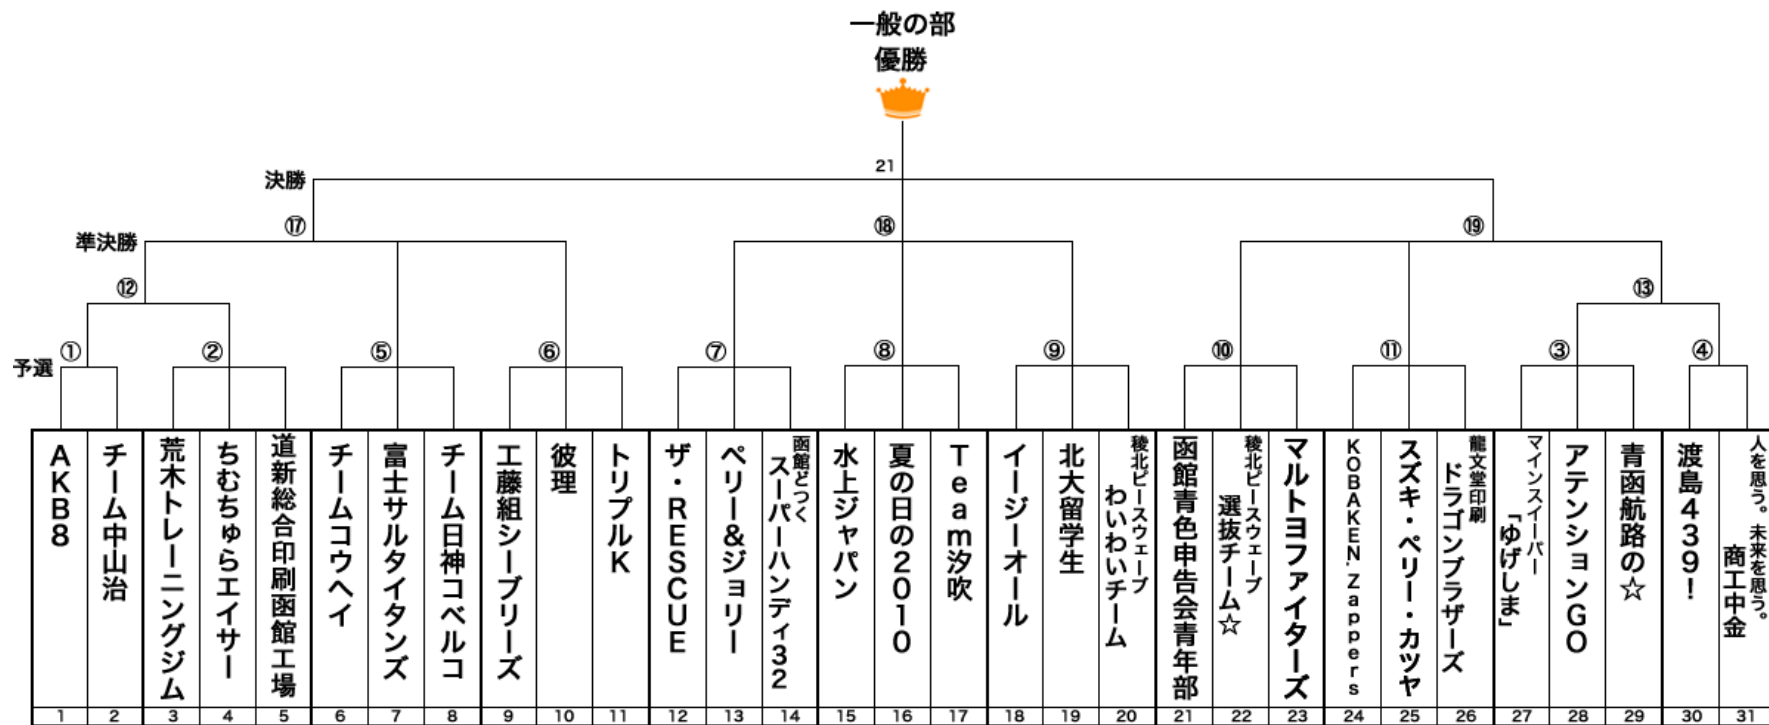 一般の部
優勝
21
決勝
⑰
⑱
⑲
準決勝
⑫
⑬
予選
①
②
⑤
⑥
⑦
⑧
⑨
⑩
⑪
③
④
AKB8
チーム中山治
荒木トレーニングジム
ちむちゅらエイサー
道新総合印刷函館工場
チームコウヘイ
富士サルタイタンズ
チーム日神コベルコ
工藤組シーブリーズ
彼理
トリプルK
ザ・RESCUE
ペリー&ジョリー
函館どつく
スーパーハンディ32
水上ジャパン
夏の日の2010
Team汐吹
イージーオール
北大留学生
稜北ピースウェーブ
わいわいチーム
函館青色申告会青年部
稜北ピースウェーブ
選抜チーム☆
マルトヨファイターズ
KOBAKEN'Zappers
スズキ・ペリー・カツヤ
龍文堂印刷
ドラゴンブラザーズ
マインスイーパー
「ゆげしま」
アテンションGO
青函航路の☆
渡島439!
人を思う。未来を思う。
商工中金
1 2 3 4 5 6 7 8 9 10 11 12 13 14 15 16 17 18 19 20 21 22 23 24 25 26 27 28 29 30 31